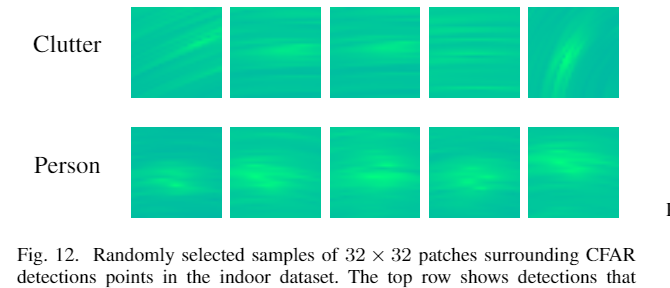 Clutter
Person
Fig. 12. Randomly selected samples of 32 × 32 patches surrounding CFAR
detections points in the indoor dataset. The top row shows detections that